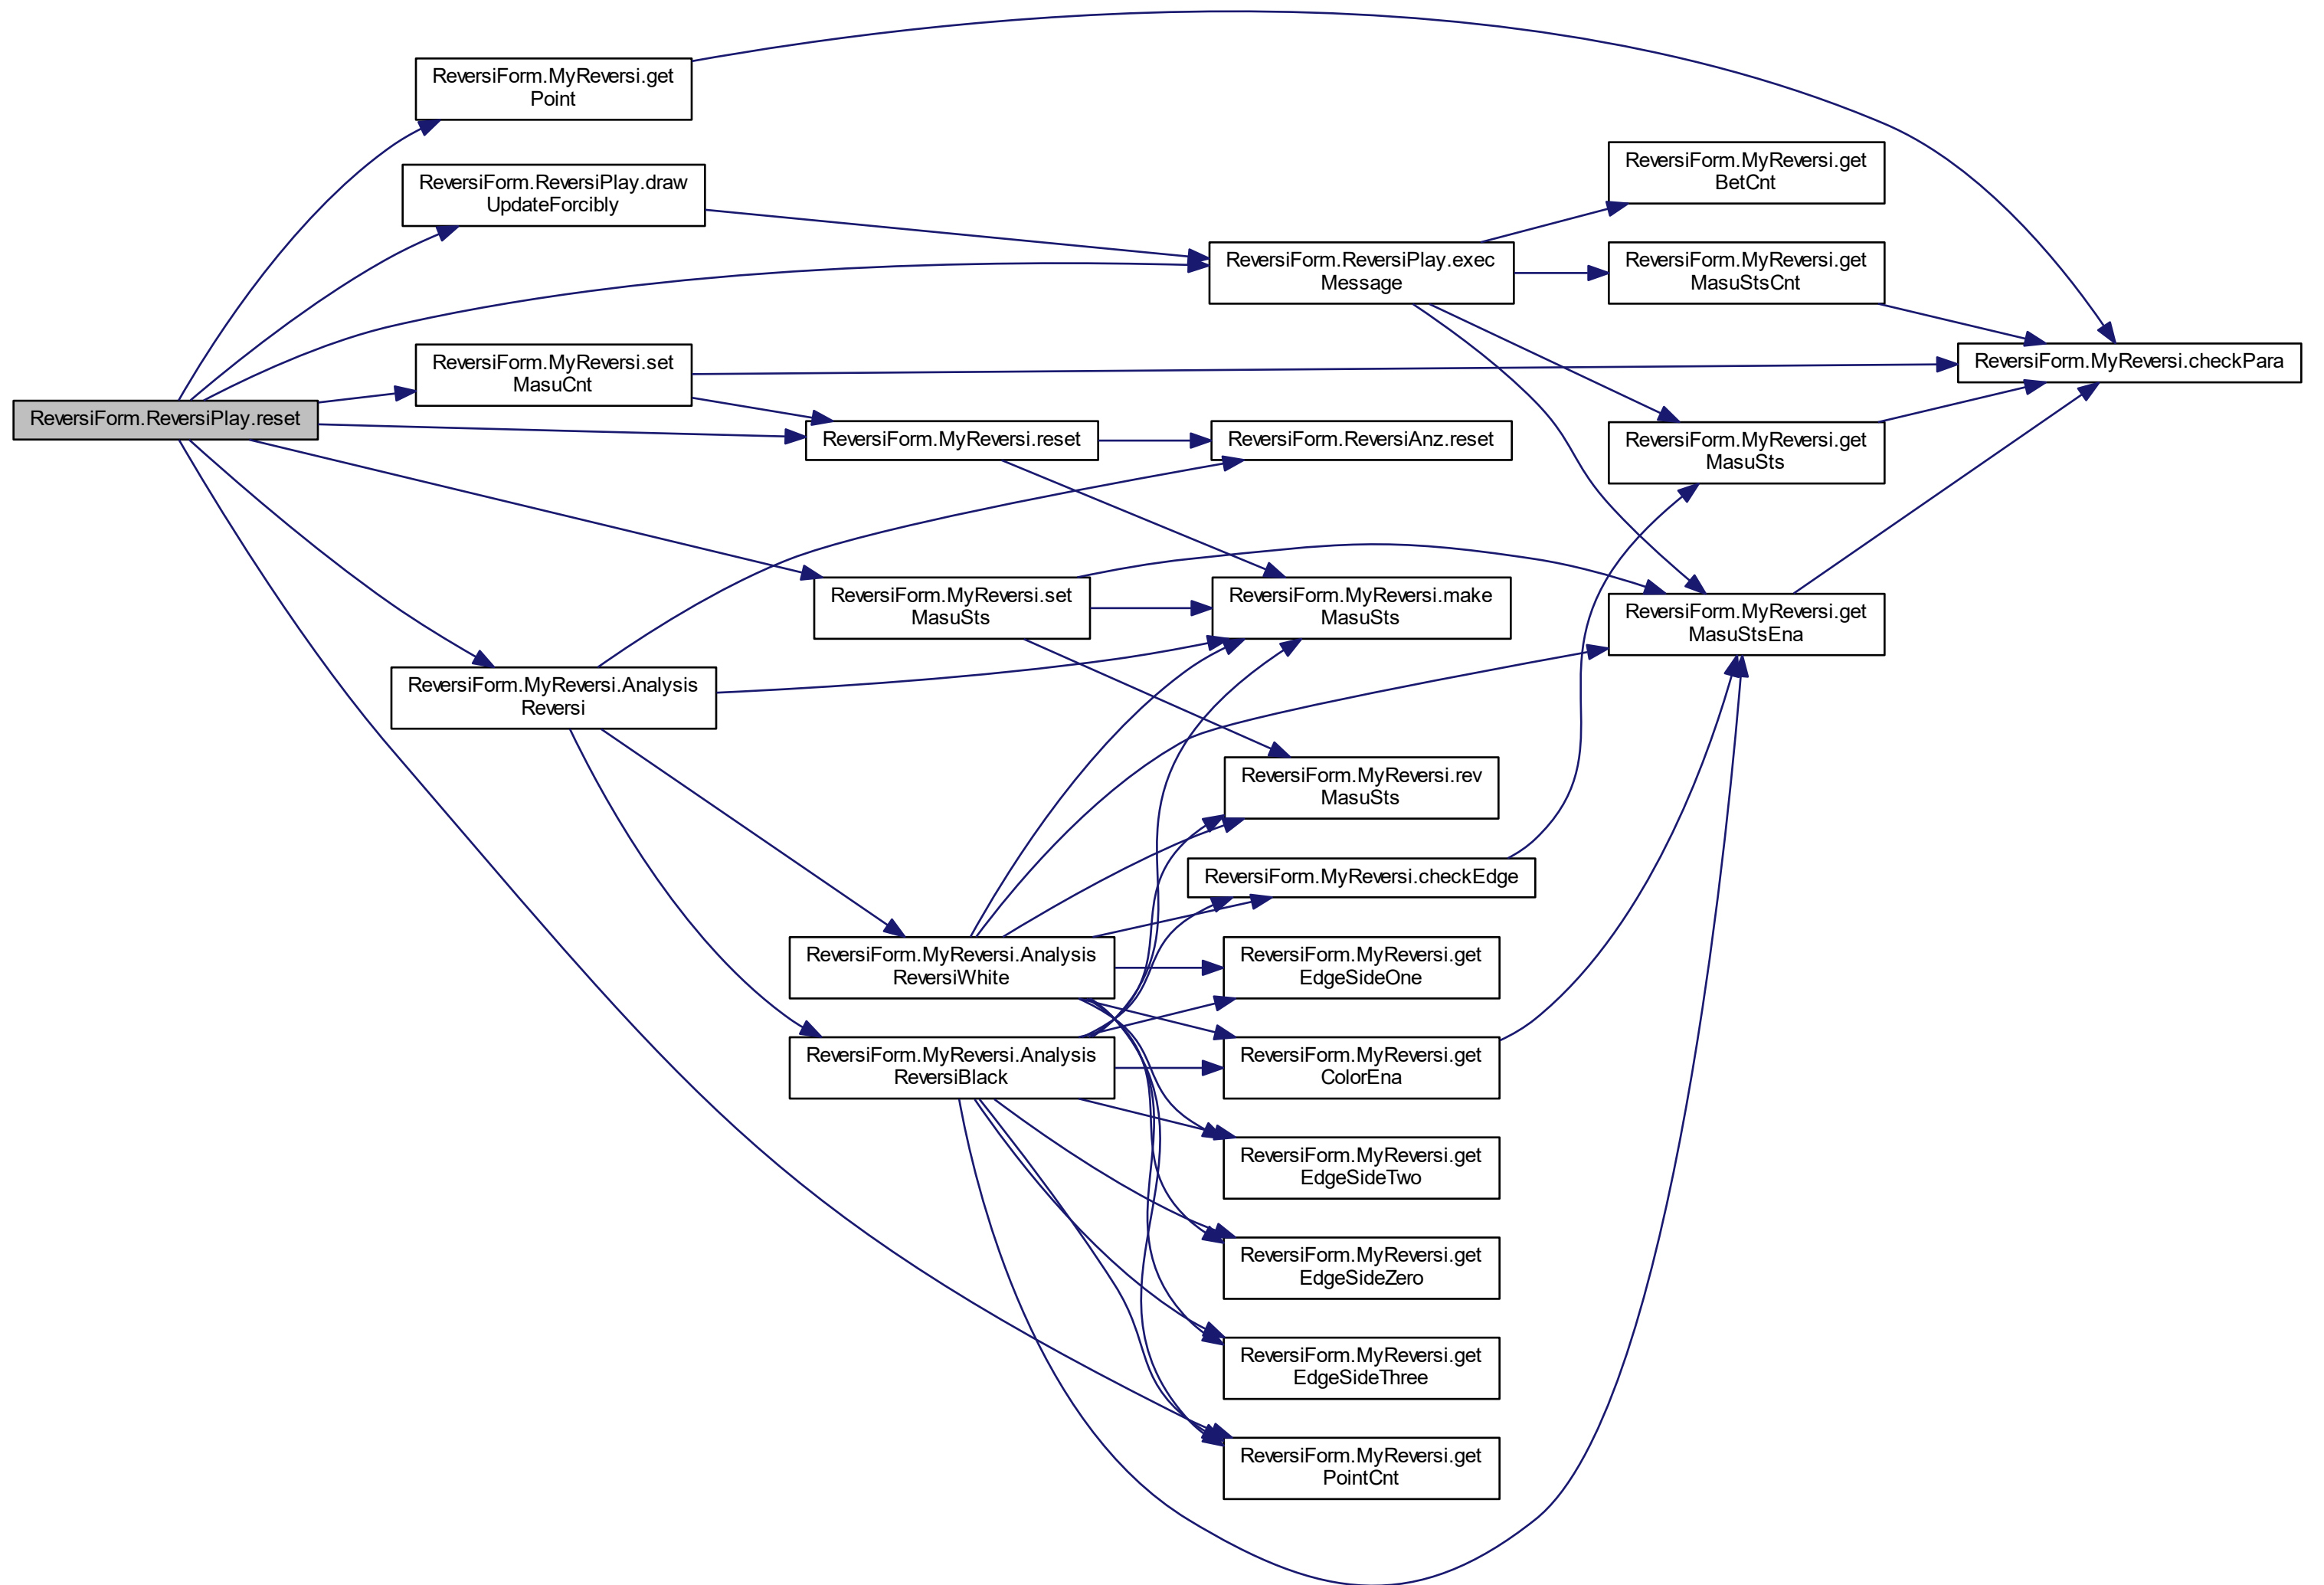 ReversiForm.ReversiPlay.reset
ReversiForm.MyReversi.get
Point
ReversiForm.ReversiPlay.draw
UpdateForcibly
ReversiForm.MyReversi.set
MasuCnt
ReversiForm.MyReversi.Analysis
Reversi
ReversiForm.MyReversi.reset
ReversiForm.MyReversi.set
MasuSts
ReversiForm.MyReversi.Analysis
ReversiWhite
ReversiForm.MyReversi.Analysis
ReversiBlack
ReversiForm.ReversiPlay.exec
Message
ReversiForm.ReversiAnz.reset
ReversiForm.MyReversi.make
MasuSts
ReversiForm.MyReversi.rev
MasuSts
ReversiForm.MyReversi.checkEdge
ReversiForm.MyReversi.get
EdgeSideOne
ReversiForm.MyReversi.get
ColorEna
ReversiForm.MyReversi.get
EdgeSideTwo
ReversiForm.MyReversi.get
EdgeSideZero
ReversiForm.MyReversi.get
EdgeSideThree
ReversiForm.MyReversi.get
PointCnt
ReversiForm.MyReversi.get
BetCnt
ReversiForm.MyReversi.get
MasuStsCnt
ReversiForm.MyReversi.get
MasuSts
ReversiForm.MyReversi.get
MasuStsEna
ReversiForm.MyReversi.checkPara